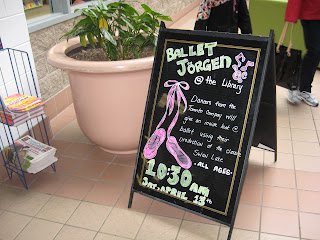 BALLET
JÖRGEN
@ the Library
Dancers from the
Toronto Company will
give an inside look @
ballet using their
production of the classic
Swan Lake
- ALL AGES -
10:30 am
SAT. APRIL 13th